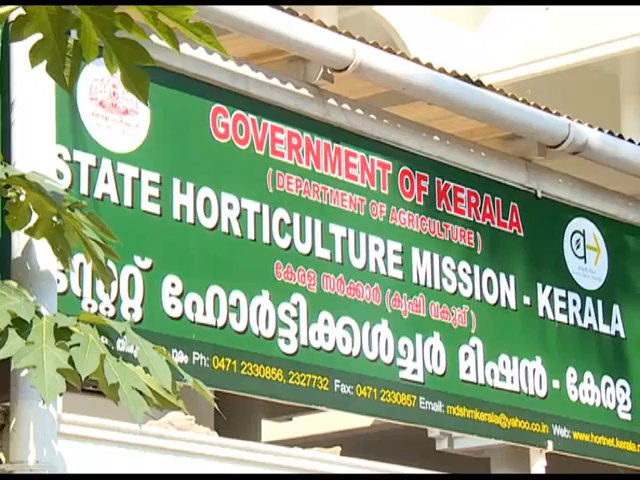 GOVERNMENT OF KERALA
( DEPARTMENT OF AGRICULTURE )
STATE HORTICULTURE MISSION - KERALA
കേരള സർക്കാർ (കൃഷി വകുപ്പ് )
സ്റ്റേറ്റ് ഹോർട്ടിക്കൾച്ചർ മിഷൻ - കേരള
Ph: 0471 2330856, 2327732 Fax: 0471 2330857 Email: mdshmkerala@yahoo.co.in Web: www.hortnet.kerala